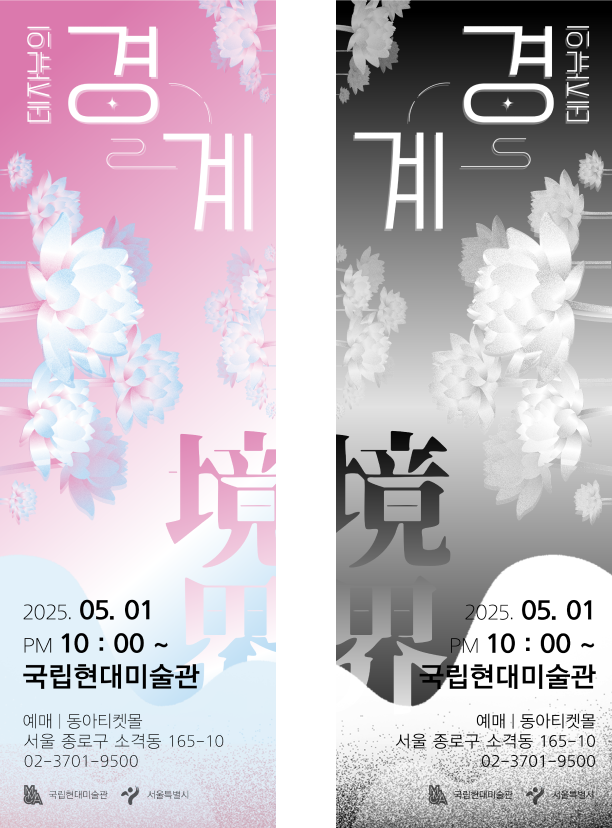 데자뷰의
경
계
境
界
2025. 05. 01
PM 10 : 00 ~
국립현대미술관
예매 | 동아티켓몰
서울 종로구 소격동 165-10
02-3701-9500
국립현대미술관 서울특별시
데자뷰의
경
계
境
界
2025. 05. 01
PM 10 : 00 ~
국립현대미술관
예매 | 동아티켓몰
서울 종로구 소격동 165-10
02-3701-9500
국립현대미술관 서울특별시